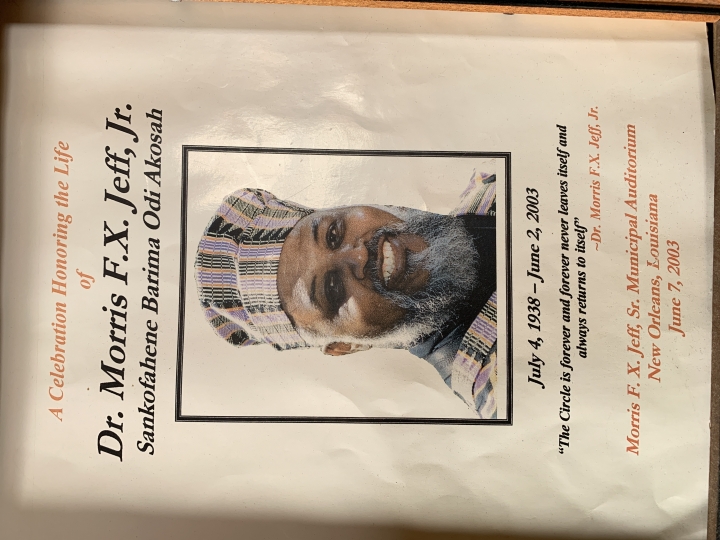 A Celebration Honoring the Life
of
Dr. Morris F.X. Jeff, Jr.
Sankofahene Barima Odi Akosah
July 4, 1938 – June 2, 2003
“The Circle is forever and forever never leaves itself and
always returns to itself”
~Dr. Morris F.X. Jeff, Jr.
Morris F. X. Jeff, Sr. Municipal Auditorium
New Orleans, Louisiana
June 7, 2003